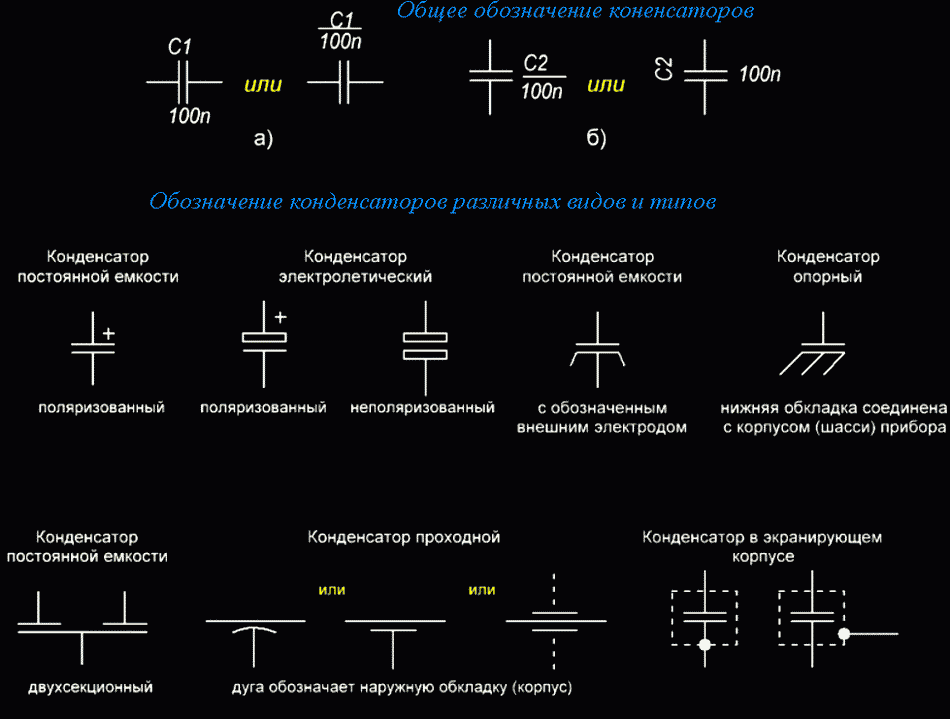 Общее обозначение коненсаторов
C1
100n
или
C1
100n
а)
C2
100n
или
C2
100n
б)
Обозначение конденсаторов различных видов и типов
Конденсатор
постоянной емкости
+
поляризованный
Конденсатор
электролетический
+
поляризованный
неполяризованный
Конденсатор
постоянной емкости
с обозначенным
внешним электродом
Конденсатор
опорный
нижняя обкладка соединена
с корпусом (шасси) прибора
Конденсатор
постоянной емкости
двухсекционный
Конденсатор проходной
или
или
дуга обозначает наружную обкладку (корпус)
Конденсатор в экранирующем
корпусе